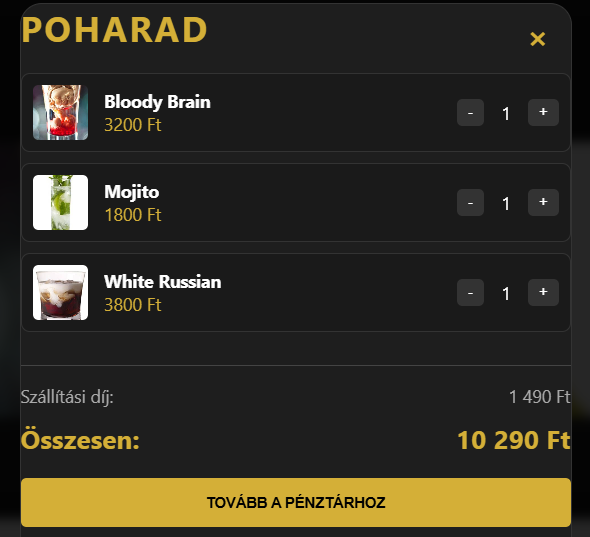 POHARAD
×
Bloody Brain
3200 Ft
- 1 +
Mojito
1800 Ft
- 1 +
White Russian
3800 Ft
- 1 +
Szállítási díj: 1 490 Ft
Összesen: 10 290 Ft
TOVÁBB A PÉNZTÁRHOZ